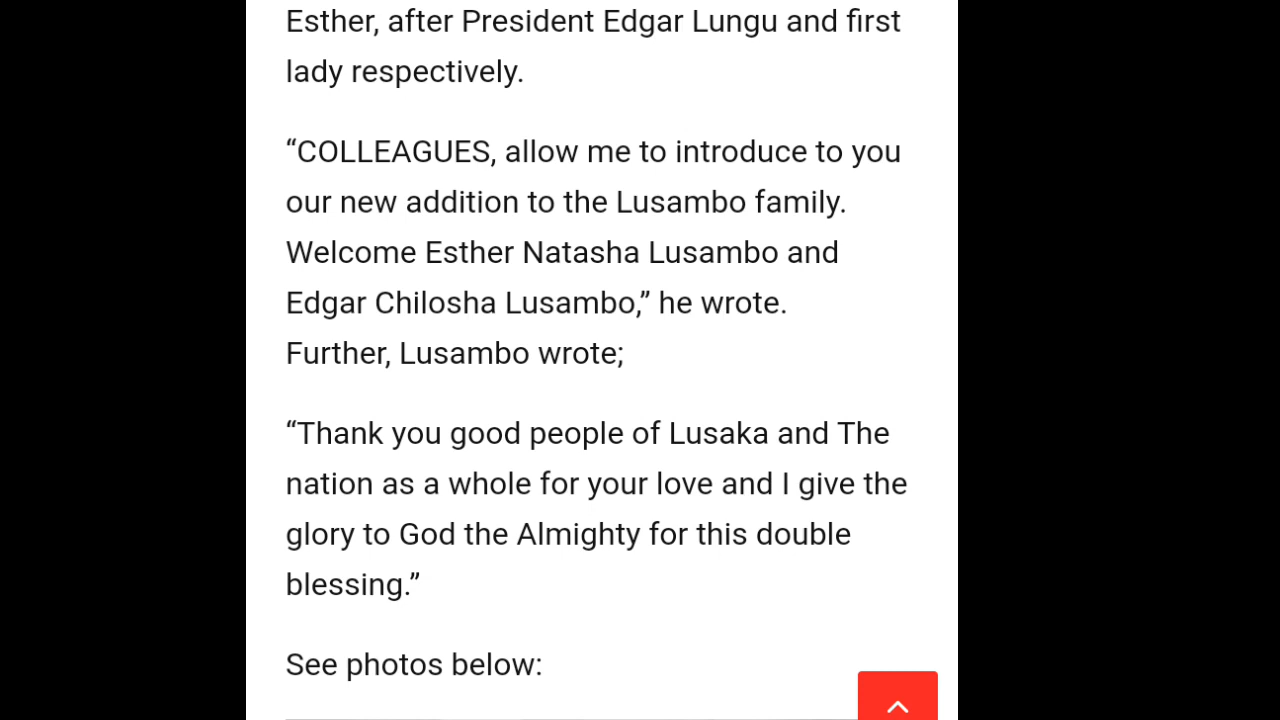 Esther, after President Edgar Lungu and first
lady respectively.
“COLLEAGUES, allow me to introduce to you
our new addition to the Lusambo family.
Welcome Esther Natasha Lusambo and
Edgar Chilosha Lusambo,” he wrote.
Further, Lusambo wrote;
“Thank you good people of Lusaka and The
nation as a whole for your love and I give the
glory to God the Almighty for this double
blessing.”
See photos below: